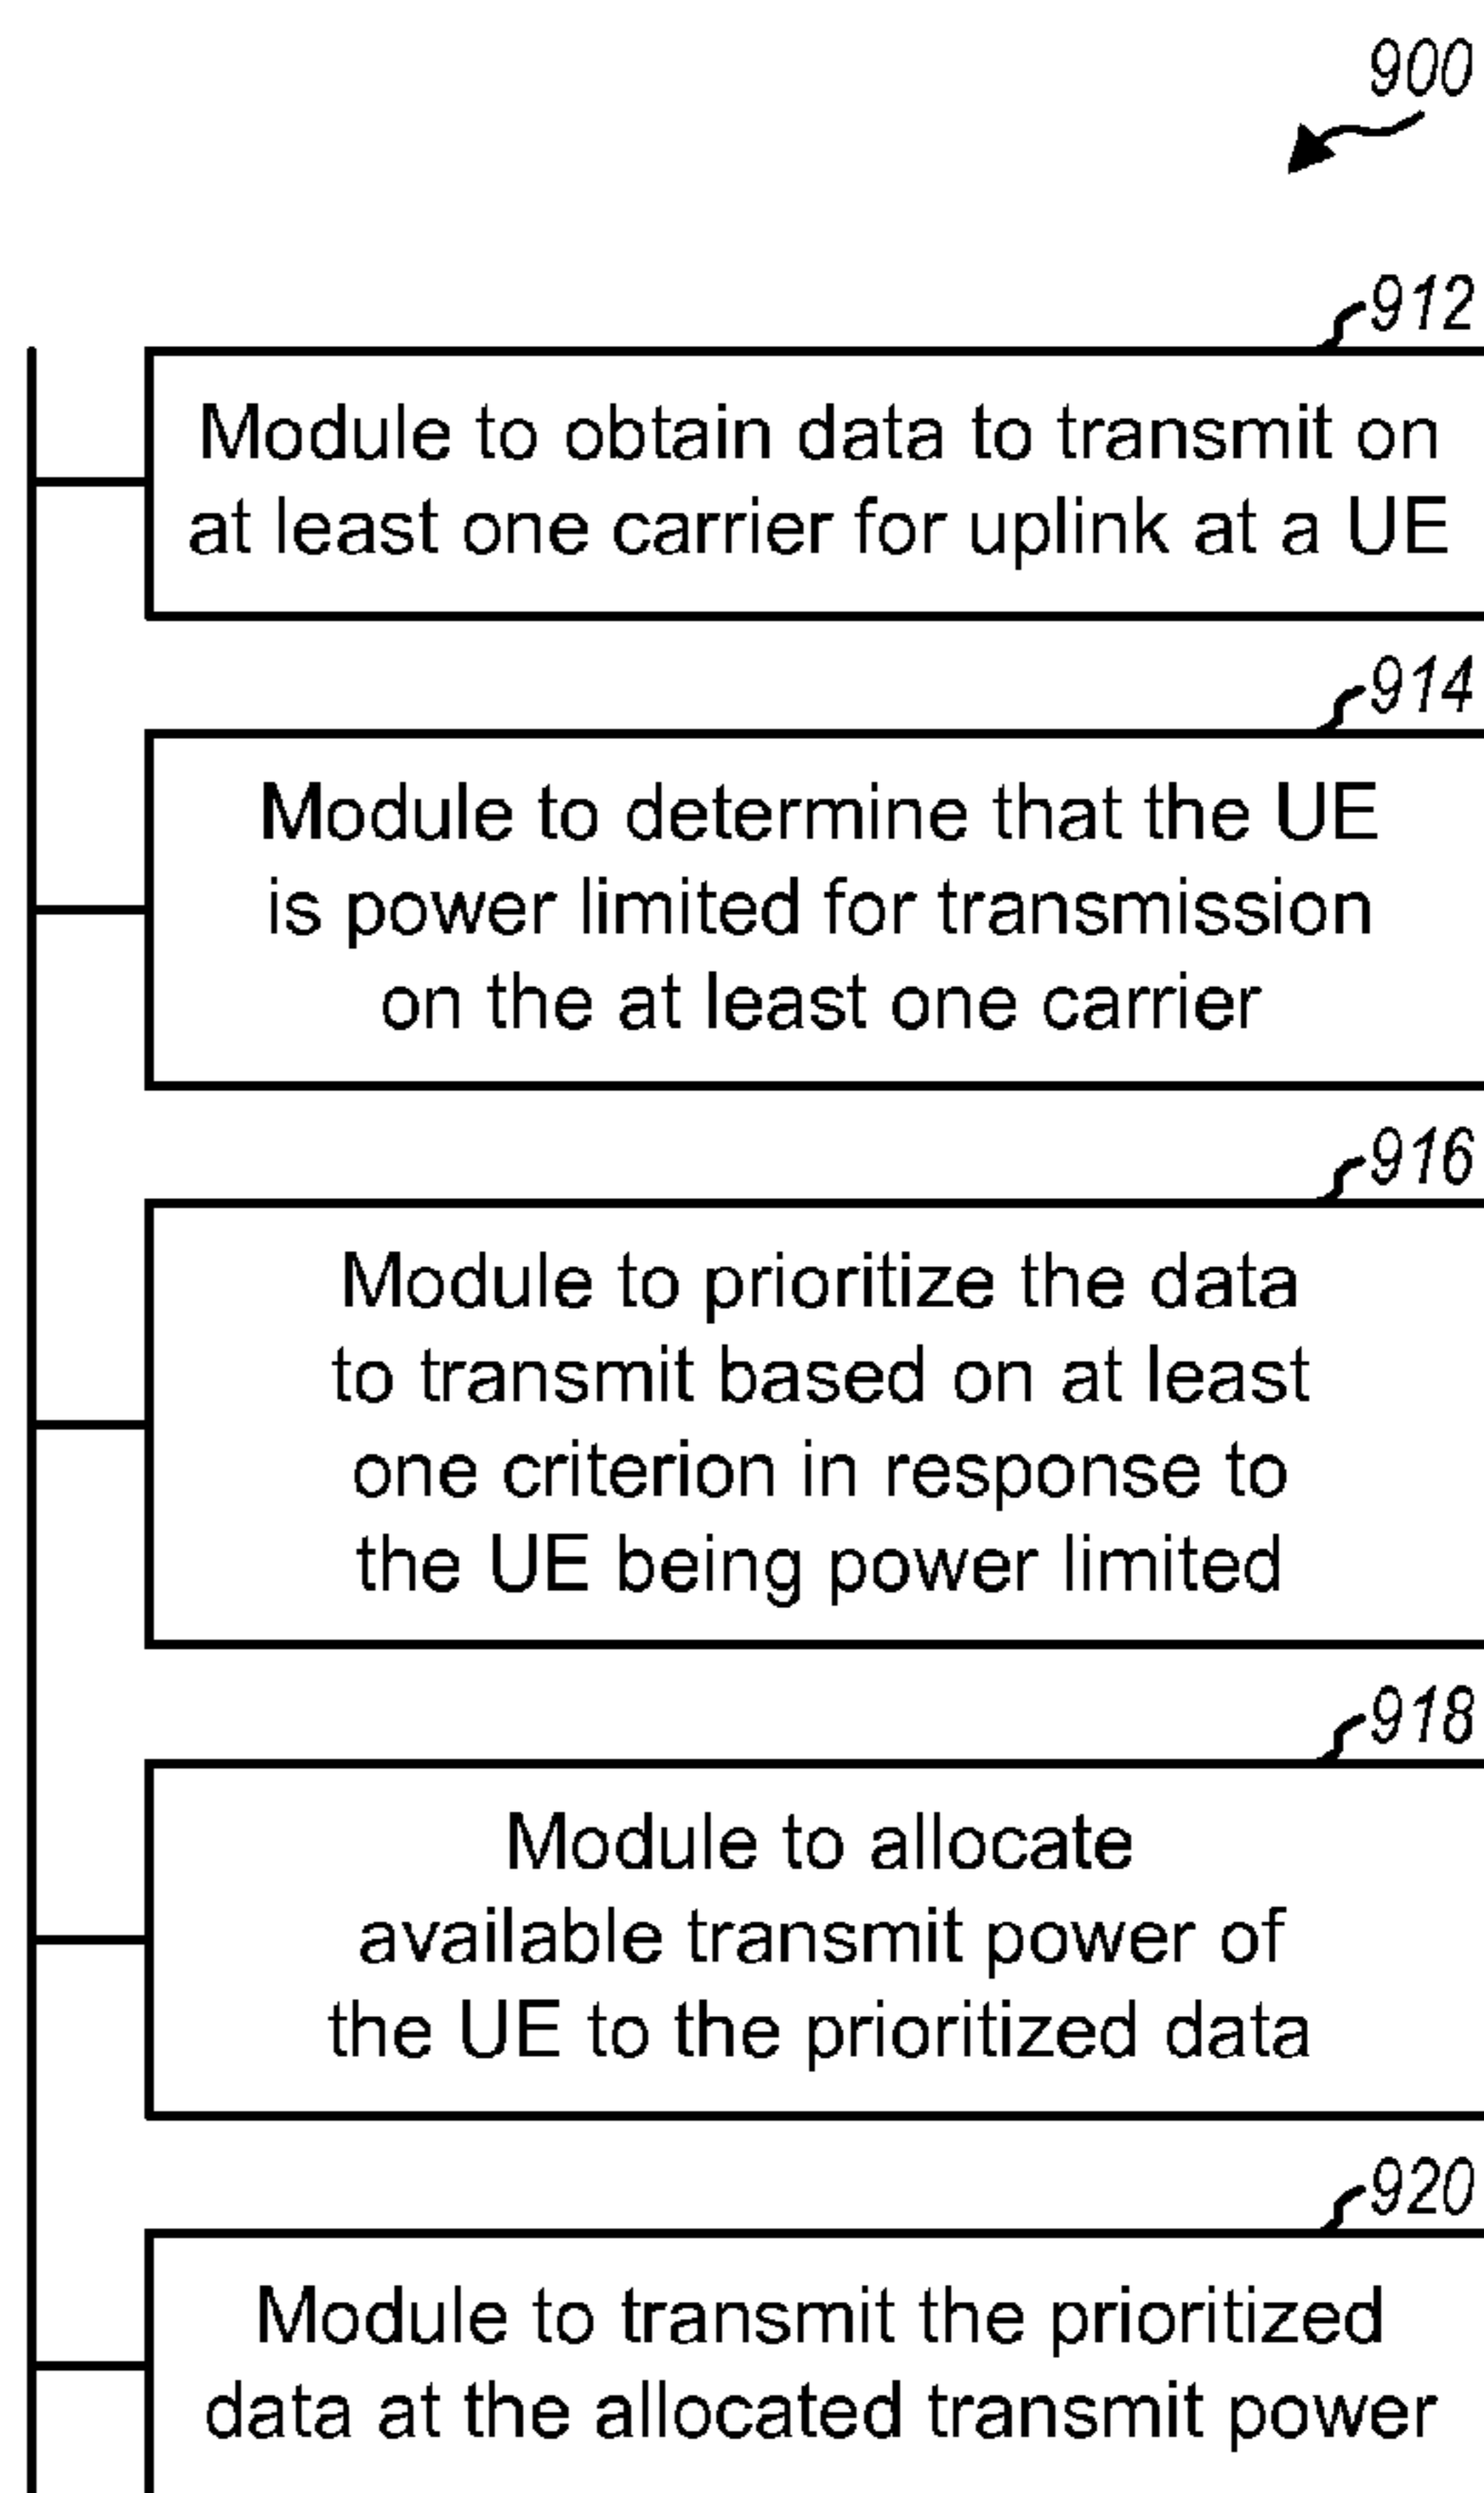 900
912
Module to obtain data to transmit on
at least one carrier for uplink at a UE
914
Module to determine that the UE
is power limited for transmission
on the at least one carrier
916
Module to prioritize the data
to transmit based on at least
one criterion in response to
the UE being power limited
918
Module to allocate
available transmit power of
the UE to the prioritized data
920
Module to transmit the prioritized
data at the allocated transmit power